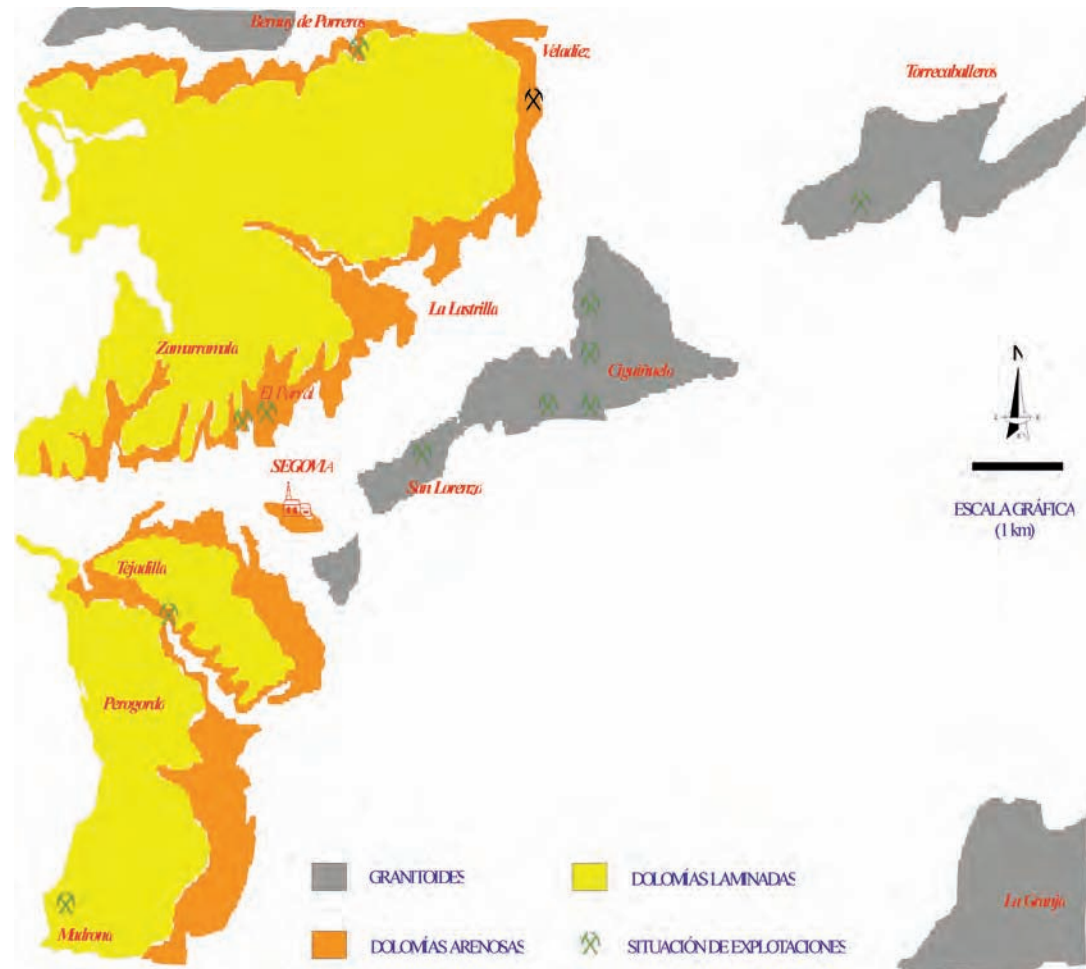 Bernuy de Porreros
Veladiez
Torrecaballeros
La Lastrilla
Zamarramala
Ciguiñuela
El Parral
N
SEGOVIA
San Lorenzo
ESCALA GRÁFICA
(1 km)
Tejadilla
Perogordo
GRANITOIDES
DOLOMÍAS LAMINADAS
La Granja
Madrona
DOLOMÍAS ARENOSAS
SITUACIÓN DE EXPLOTACIONES